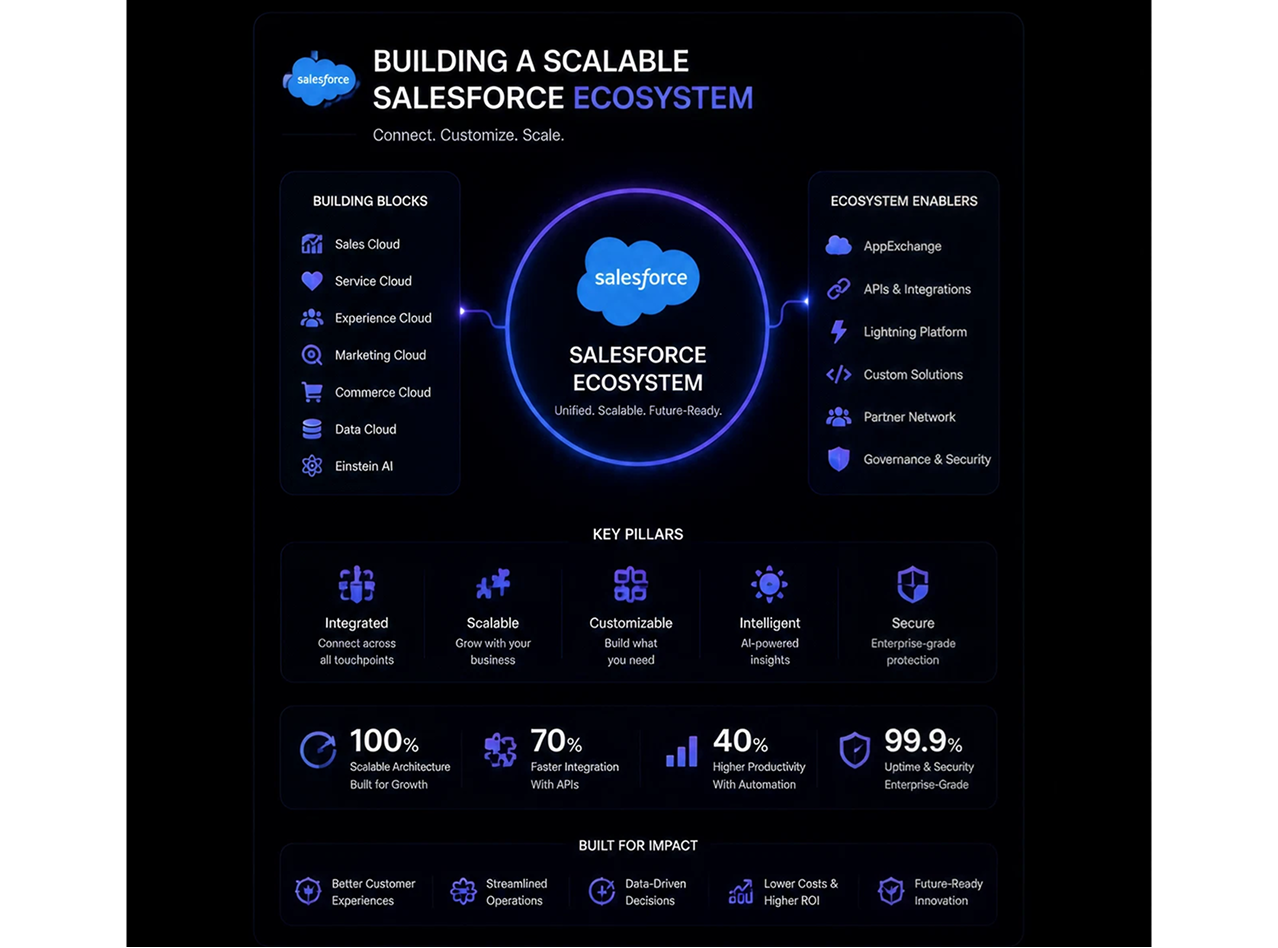 salesforce
BUILDING A SCALABLE
SALESFORCE ECOSYSTEM
Connect. Customize. Scale.
BUILDING BLOCKS
Sales Cloud
Service Cloud
Experience Cloud
Marketing Cloud
Commerce Cloud
Data Cloud
Einstein AI
salesforce
SALESFORCE
ECOSYSTEM
Unified. Scalable. Future-Ready.
ECOSYSTEM ENABLERS
AppExchange
APIs & Integrations
Lightning Platform
Custom Solutions
Partner Network
Governance & Security
KEY PILLARS
Integrated
Connect across
all touchpoints
Scalable
Grow with your
business
Customizable
Build what
you need
Intelligent
AI-powered
insights
Secure
Enterprise-grade
protection
100%
Scalable Architecture
Built for Growth
70%
Faster Integration
With APIs
40%
Higher Productivity
With Automation
99.9%
Uptime & Security
Enterprise-Grade
BUILT FOR IMPACT
Better Customer
Experiences
Streamlined
Operations
Data-Driven
Decisions
Lower Costs &
Higher ROI
Future-Ready
Innovation